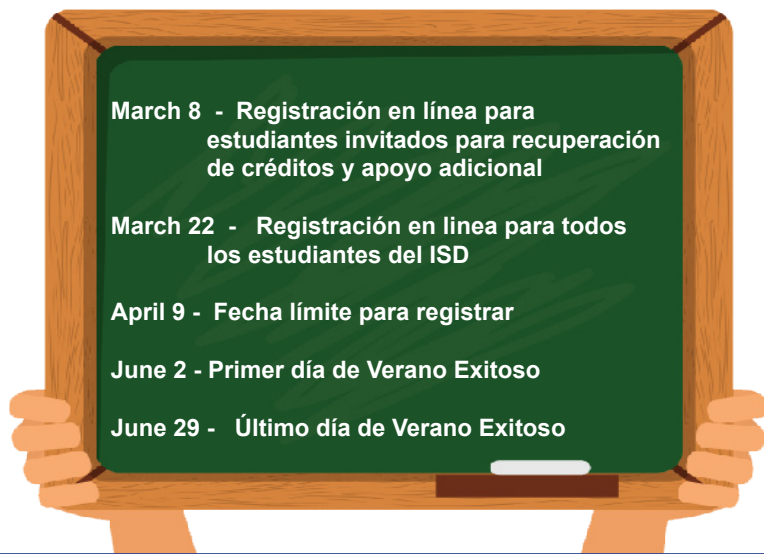 March 8 - Registración en línea para
estudiantes invitados para recuperación
de créditos y apoyo adicional
March 22 - Registración en linea para todos
los estudiantes del ISD
April 9 - Fecha límite para registrar
June 2 - Primer día de Verano Exitoso
June 29 - Último día de Verano Exitoso